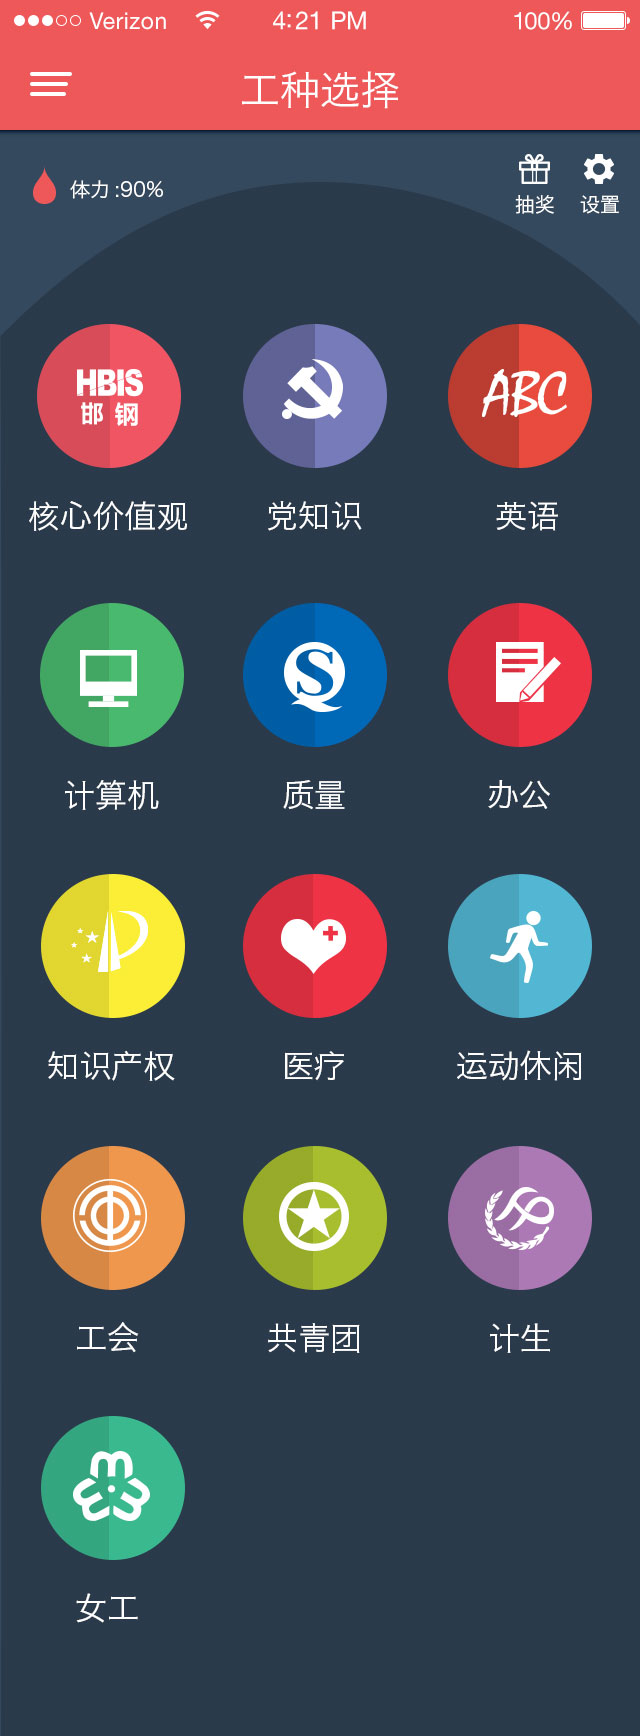 Verizon 4:21 PM 100%
工种选择
体力 :90%
抽奖 设置
HBIS
邯 钢
ABC
核心价值观 党知识 英语
计算机 质量 办公
知识产权 医疗 运动休闲
工会 共青团 计生
女工